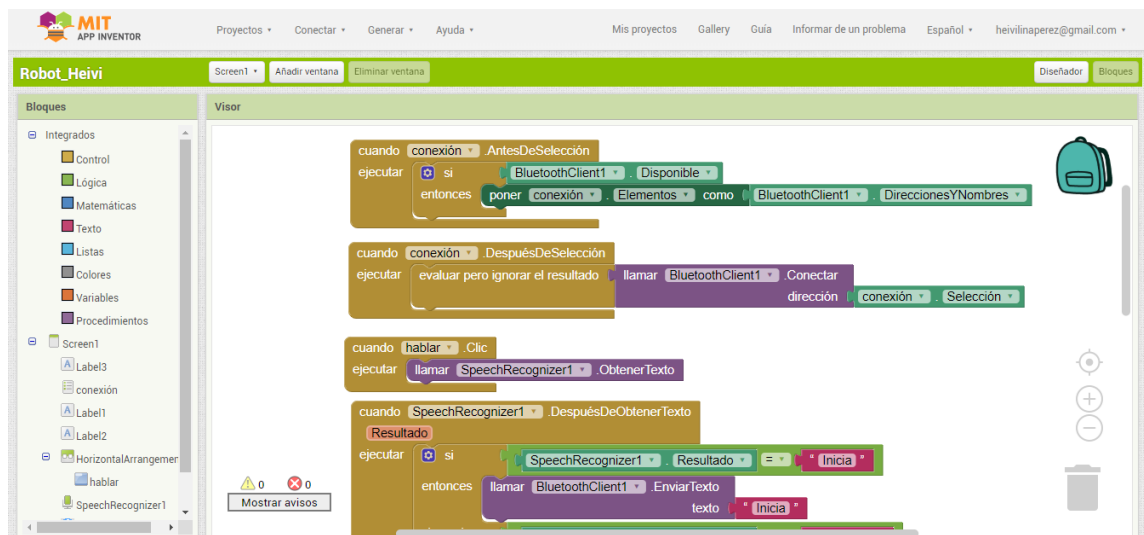 MIT
APP INVENTOR
Proyectos Conectar Generar Ayuda Mis proyectos Gallery Guía Informar de un problema Español heivilinaperez@gmail.com
Robot_Heivi Screen1 Añadir ventana Eliminar ventana Diseñador Bloques
Bloques Visor
Integrados
Control
Lógica
Matemáticas
Texto
Listas
Colores
Variables
Procedimientos
Screen1
Label3
conexión
Label1
Label2
HorizontalArrangemen
hablar
SpeechRecognizer1
cuando conexión .AntesDeSelección
ejecutar si BluetoothClient1 . Disponible
entonces poner conexión . Elementos como BluetoothClient1 . DireccionesYNombres
cuando conexión .DespuésDeSelección
ejecutar evaluar pero ignorar el resultado llamar BluetoothClient1 .Conectar
dirección conexión . Selección
cuando hablar .Clic
ejecutar llamar SpeechRecognizer1 .ObtenerTexto
cuando SpeechRecognizer1 .DespuésDeObtenerTexto
Resultado
ejecutar si SpeechRecognizer1 . Resultado = " Inicia "
entonces llamar BluetoothClient1 .EnviarTexto
texto " Inicia "
0 0
Mostrar avisos